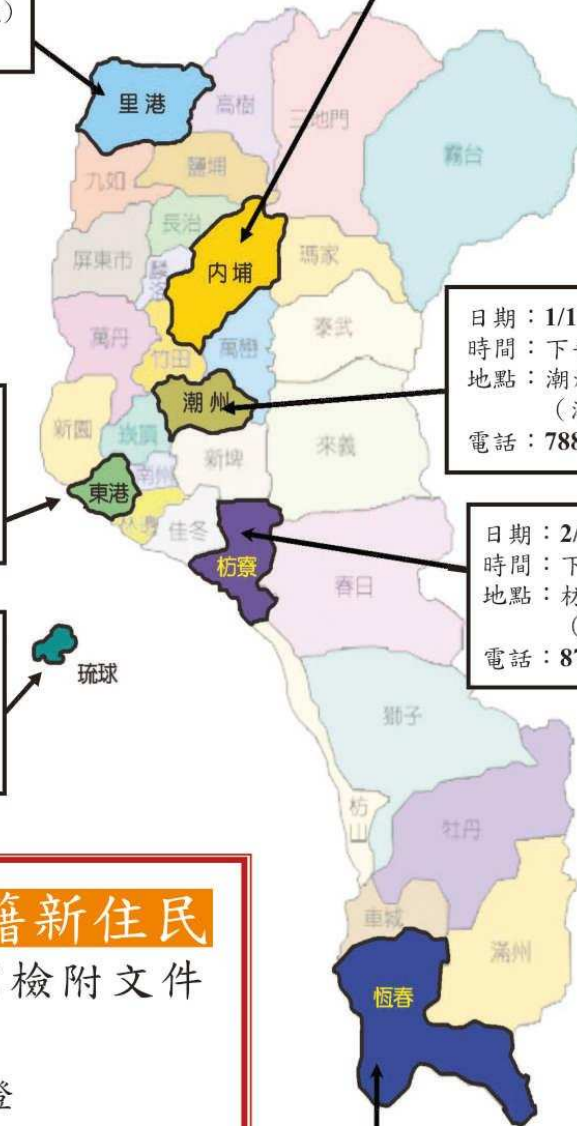 )
里港
高樹
三地門
霧台
九如
鹽埔
長治
屏東市
麟洛
內埔
瑪家
萬丹
竹田
萬巒
泰武
日期：1/1
時間：下
地點：潮
（
電話：788
潮州
新園
崁頂
南州
新埤
來義
東港
林邊
佳冬
枋寮
春日
日期：2/
時間：下
地點：枋
（
電話：87
琉球
獅子
枋山
牡丹
籍新住民
檢附文件
證
車城
滿州
恆春